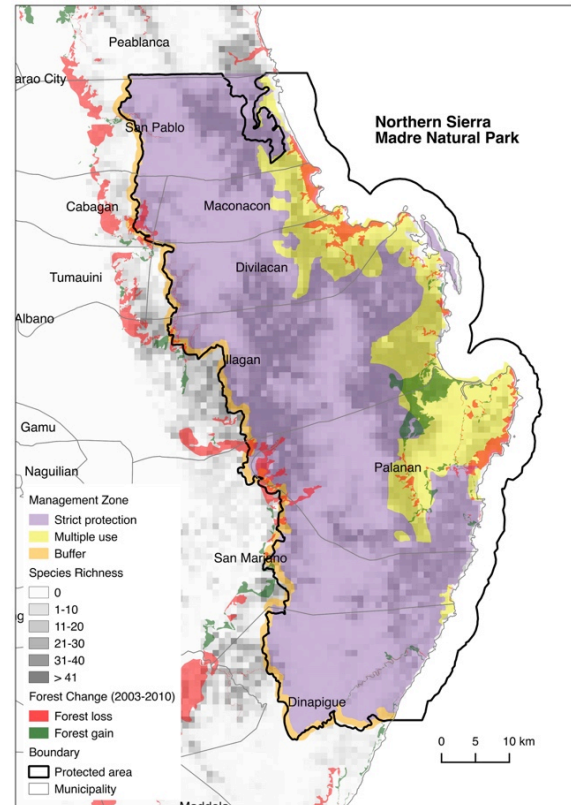 Peablanca
arao City
Northern Sierra
Madre Natural Park
San Pablo
Cabagan
Maconacon
Tumauini
Divilacan
Albano
Ilagan
Gamu
Naguilian
Palanan
Management Zone
Strict protection
Multiple use
Buffer
San Mariano
Species Richness
0
1-10
11-20
21-30
31-40
> 41
Forest Change (2003-2010)
Forest loss
Forest gain
Dinapigue
Boundary
Protected area
Municipality
0 5 10 km